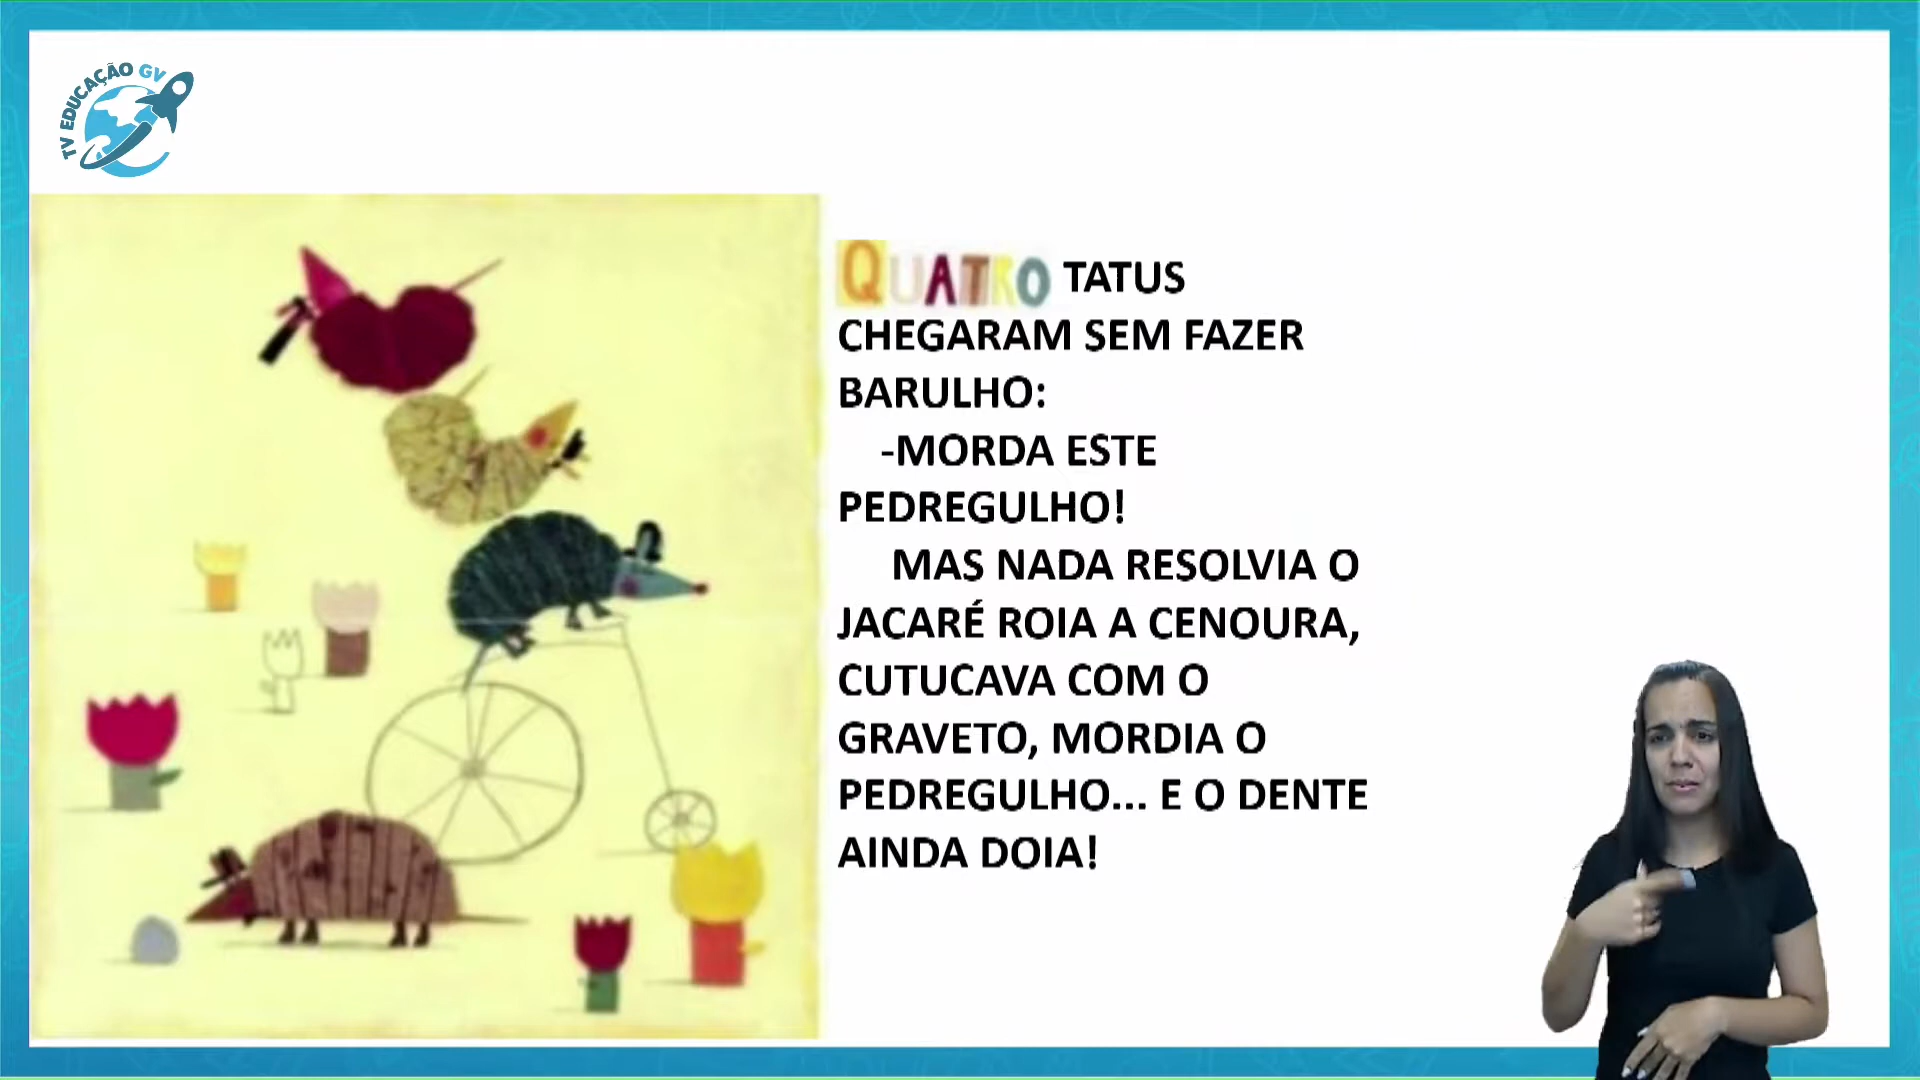 TV EDUCAÇÃO GV
QUATRO TATUS
CHEGARAM SEM FAZER
BARULHO:
-MORDA ESTE
PEDREGULHO!
MAS NADA RESOLVIA O
JACARÉ ROIA A CENOURA,
CUTUCAVA COM O
GRAVETO, MORDIA O
PEDREGULHO... E O DENTE
AINDA DOIA!